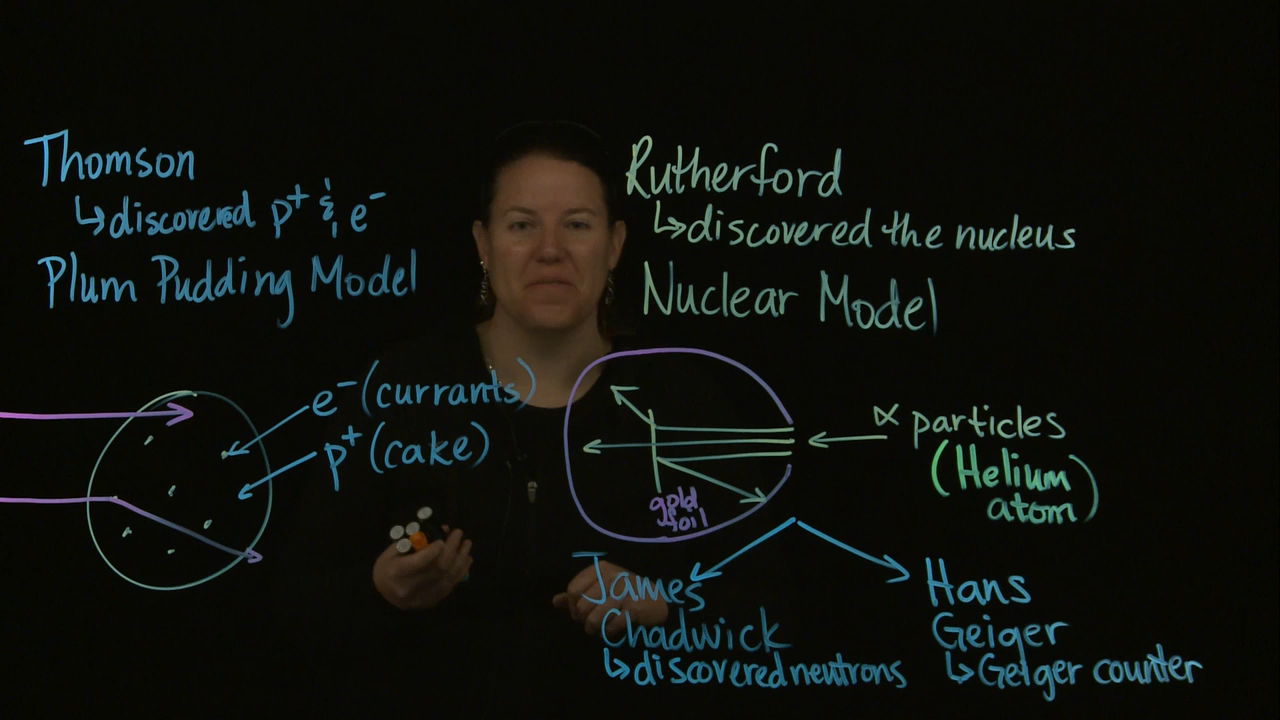 Thomson
↳discovered p⁺ & e⁻
Plum Pudding Model
e⁻(currants)
p⁺(cake)
Rutherford
↳discovered the nucleus
Nuclear Model
∝ particles
(Helium
atom)
gold
foil
James
Chadwick
↳discovered neutrons
Hans
Geiger
↳Geiger counter